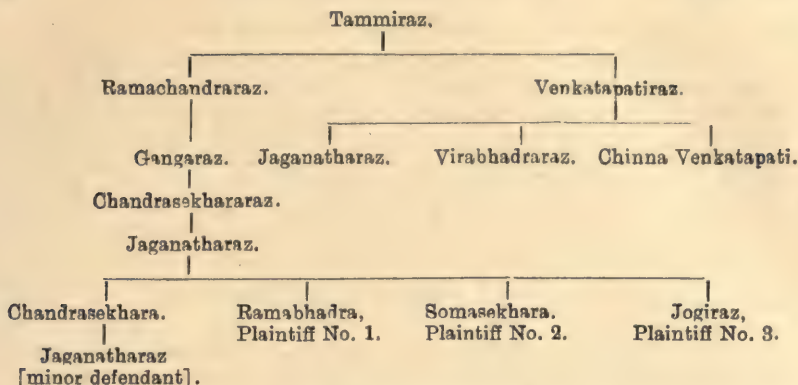 Tammiraz.
Ramachandraraz. Venkatapatiraz.
Gangaraz. Jaganatharaz. Virabhadraraz. Chinna Venkatapati.
Chandrasekhararaz.
Jaganatharaz.
Chandrasekhara. Ramabhadra, Somasekhara. Jogiraz,
Plaintiff No. 1. Plaintiff No. 2. Plaintiff No. 3.
Jaganatharaz
[minor defendant].